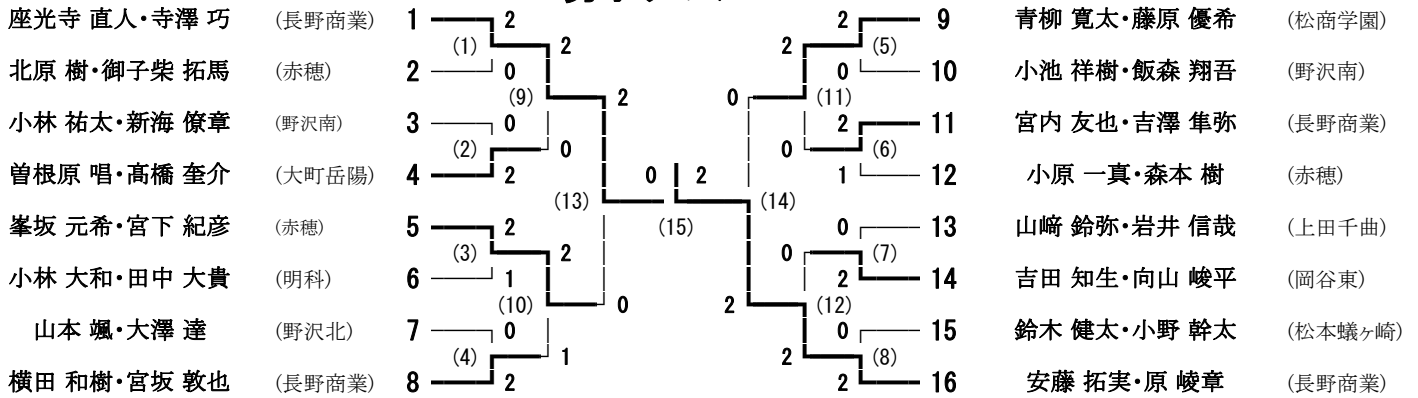 座光寺 直人・寺澤 巧 (長野商業) 1 2 2 9 青柳 寛太・藤原 優希 (松商学園)
(1) 2 2 (5)
北原 樹・御子柴 拓馬 (赤穂) 2 0 0 10 小池 祥樹・飯森 翔吾 (野沢南)
(9) 2 0 (11)
小林 祐太・新海 僚章 (野沢南) 3 0 2 11 宮内 友也・吉澤 隼弥 (長野商業)
(2) 0 0 (6)
曽根原 唱・髙橋 奎介 (大町岳陽) 4 2 0 2 1 12 小原 一真・森本 樹 (赤穂)
(13) (15) (14)
峯坂 元希・宮下 紀彦 (赤穂) 5 2 0 13 山﨑 鈴弥・岩井 信哉 (上田千曲)
(3) 2 0 (7)
小林 大和・田中 大貴 (明科) 6 1 2 14 吉田 知生・向山 峻平 (岡谷東)
(10) 0 2 (12)
山本 颯・大澤 達 (野沢北) 7 0 0 15 鈴木 健太・小野 幹太 (松本蟻ヶ崎)
(4) 1 2 (8)
横田 和樹・宮坂 敦也 (長野商業) 8 2 2 16 安藤 拓実・原 崚章 (長野商業)